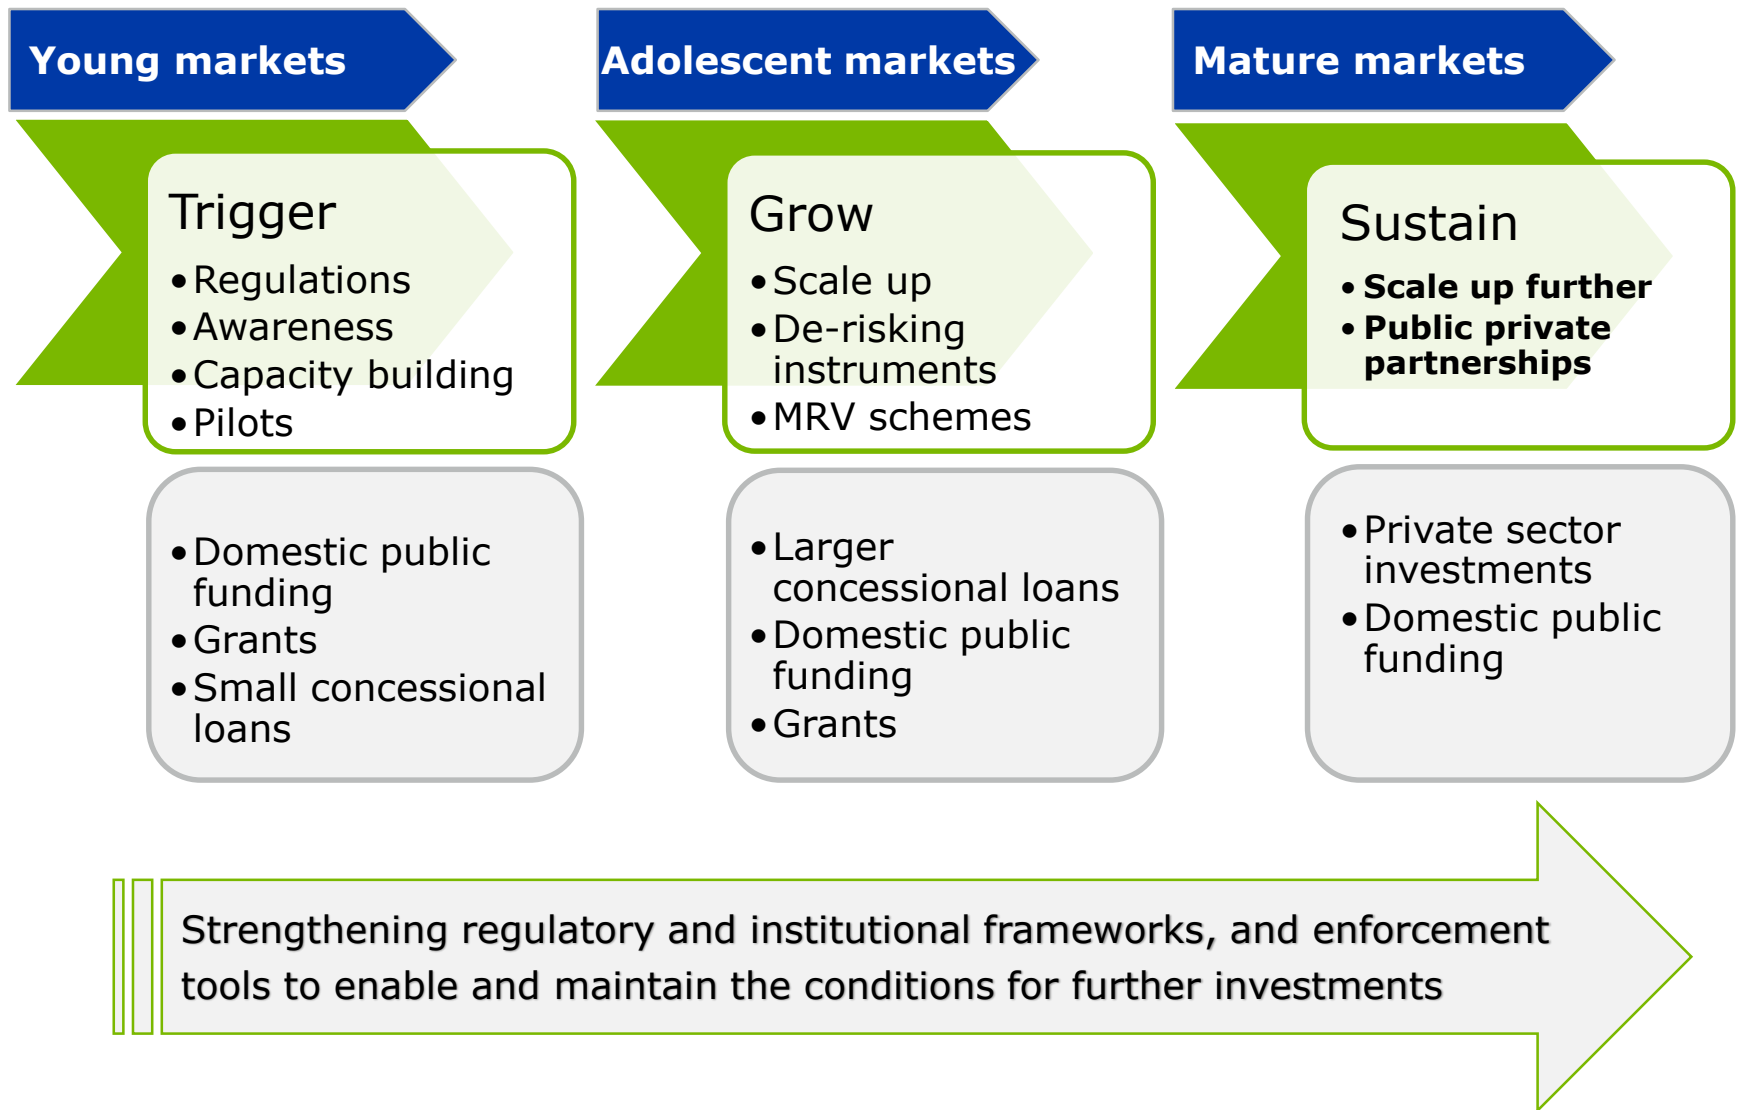 Young markets
Adolescent markets
Mature markets
Trigger
•Regulations
•Awareness
•Capacity building
•Pilots
Grow
•Scale up
•De-risking
instruments
•MRV schemes
Sustain
•Scale up further
•Public private
partnerships
•Domestic public
funding
•Grants
•Small concessional
loans
•Larger
concessional loans
•Domestic public
funding
•Grants
•Private sector
investments
•Domestic public
funding
Strengthening regulatory and institutional frameworks, and enforcement
tools to enable and maintain the conditions for further investments